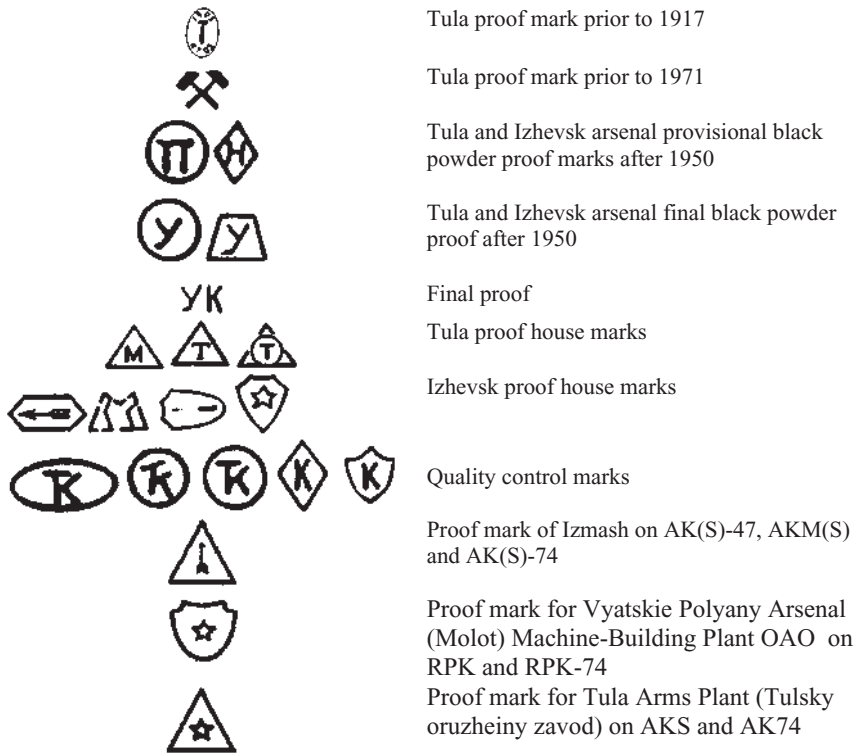 T
Tula proof mark prior to 1917
Tula proof mark prior to 1971
П Н
Tula and Izhevsk arsenal provisional black
powder proof marks after 1950
У У
Tula and Izhevsk arsenal final black powder
proof after 1950
УК
Final proof
М Т Т
Tula proof house marks
Izhevsk proof house marks
ТК ТК ТК К К
Quality control marks
Proof mark of Izmash on AK(S)-47, AKM(S)
and AK(S)-74
Proof mark for Vyatskie Polyany Arsenal
(Molot) Machine-Building Plant OAO on
RPK and RPK-74
Proof mark for Tula Arms Plant (Tulsky
oruzheiny zavod) on AKS and AK74